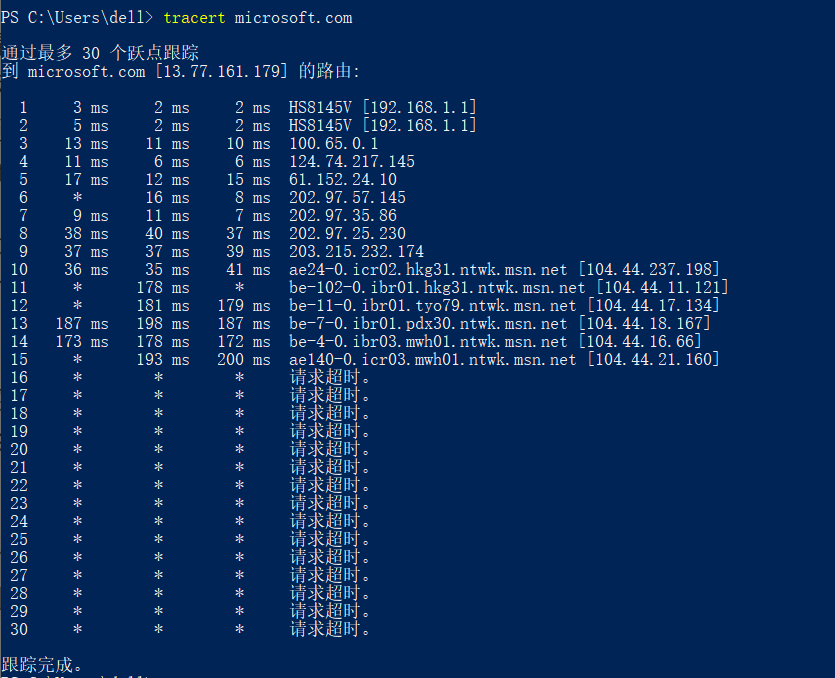 PS C:\Users\dell> tracert microsoft.com
通过最多 30 个跃点跟踪
到 microsoft.com [13.77.161.179] 的路由:
1 3 ms 2 ms 2 ms HS8145V [192.168.1.1]
2 5 ms 2 ms 2 ms HS8145V [192.168.1.1]
3 13 ms 11 ms 10 ms 100.65.0.1
4 11 ms 6 ms 6 ms 124.74.217.145
5 17 ms 12 ms 15 ms 61.152.24.10
6 * 16 ms 8 ms 202.97.57.145
7 9 ms 11 ms 7 ms 202.97.35.86
8 38 ms 40 ms 37 ms 202.97.25.230
9 37 ms 37 ms 39 ms 203.215.232.174
10 36 ms 35 ms 41 ms ae24-0.icr02.hkg31.ntwk.msn.net [104.44.237.198]
11 * 178 ms * be-102-0.ibr01.hkg31.ntwk.msn.net [104.44.11.121]
12 * 181 ms 179 ms be-11-0.ibr01.tyo79.ntwk.msn.net [104.44.17.134]
13 187 ms 198 ms 187 ms be-7-0.ibr01.pdx30.ntwk.msn.net [104.44.18.167]
14 173 ms 178 ms 172 ms be-4-0.ibr03.mwh01.ntwk.msn.net [104.44.16.66]
15 * 193 ms 200 ms ae140-0.icr03.mwh01.ntwk.msn.net [104.44.21.160]
16 * * * 请求超时。
17 * * * 请求超时。
18 * * * 请求超时。
19 * * * 请求超时。
20 * * * 请求超时。
21 * * * 请求超时。
22 * * * 请求超时。
23 * * * 请求超时。
24 * * * 请求超时。
25 * * * 请求超时。
26 * * * 请求超时。
27 * * * 请求超时。
28 * * * 请求超时。
29 * * * 请求超时。
30 * * * 请求超时。
跟踪完成。